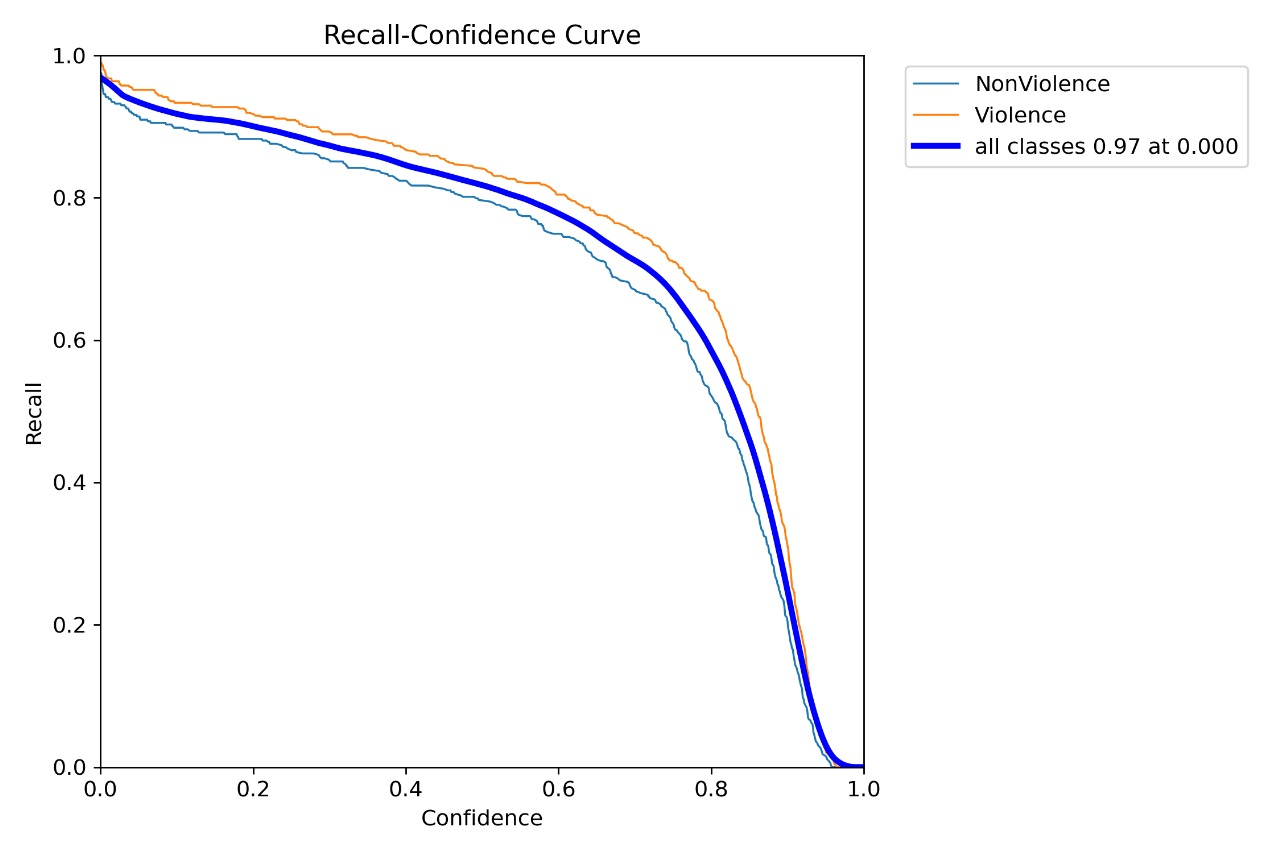 Recall-Confidence Curve
1.0
0.8
0.6
0.4
0.2
0.0
Recall
0.0 0.2 0.4 0.6 0.8 1.0
Confidence
NonViolence
Violence
all classes 0.97 at 0.000